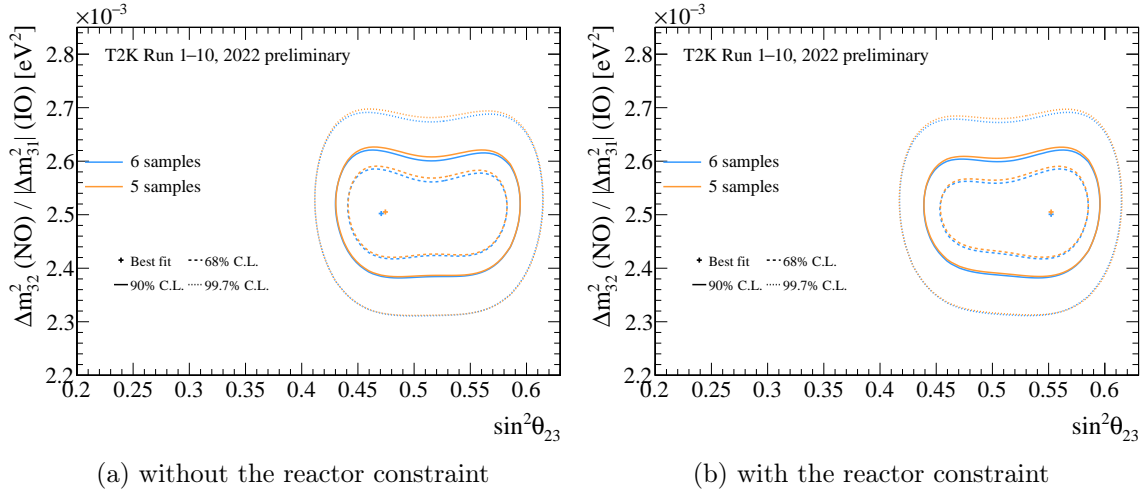 ×10⁻³
2.8
2.7
2.6
2.5
2.4
2.3
2.2
Δm²₃₂ (NO) / |Δm²₃₁| (IO) [eV²]
T2K Run 1–10, 2022 preliminary
6 samples
5 samples
Best fit
68% C.L.
90% C.L.
99.7% C.L.
0.2 0.25 0.3 0.35 0.4 0.45 0.5 0.55 0.6
sin²θ₂₃
(a) without the reactor constraint
×10⁻³
2.8
2.7
2.6
2.5
2.4
2.3
2.2
Δm²₃₂ (NO) / |Δm²₃₁| (IO) [eV²]
T2K Run 1–10, 2022 preliminary
6 samples
5 samples
Best fit
68% C.L.
90% C.L.
99.7% C.L.
0.2 0.25 0.3 0.35 0.4 0.45 0.5 0.55 0.6
sin²θ₂₃
(b) with the reactor constraint